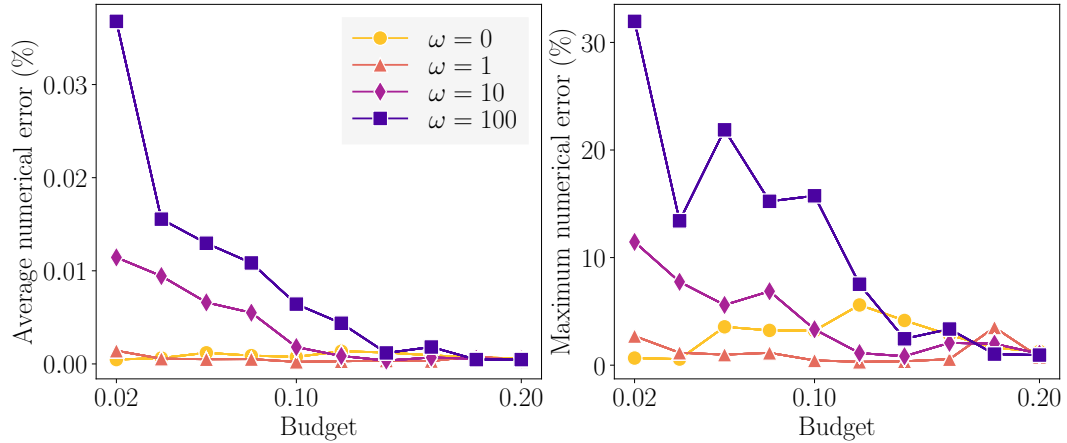 Average numerical error (%)
0.03
0.02
0.01
0.00
0.02
0.10
0.20
Budget
ω = 0
ω = 1
ω = 10
ω = 100
Maximum numerical error (%)
30
20
10
0
0.02
0.10
0.20
Budget